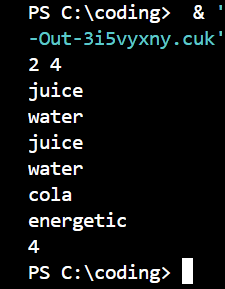 PS C:\coding>  & '
-Out-3i5vyxny.cuk'
2 4
juice
water
juice
water
cola
energetic
4
PS C:\coding>